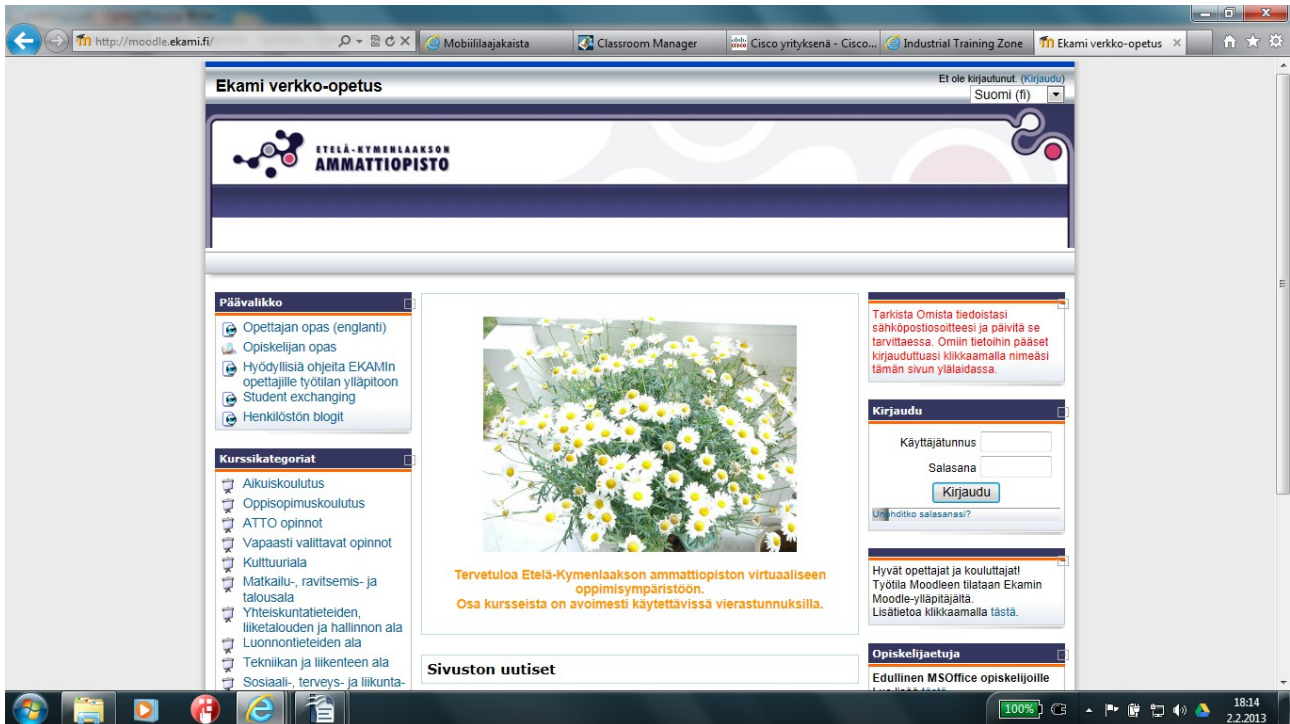 http://moodle.ekami.fi/
Mobiililaajakaista
Classroom Manager
Cisco yrityksenä - Cisco...
Industrial Training Zone
Ekami verkko-opetus
Ekami verkko-opetus
Et ole kirjautunut. (Kirjaudu)
Suomi (fi)
ETELÄ-KYMENLAAKSON
AMMATTIOPISTO
Päävalikko
Opettajan opas (englanti)
Opiskelijan opas
Hyödyllisiä ohjeita EKAMIn
opettajille työtilan ylläpitoon
Student exchanging
Henkilöstön blogit
Kurssikategoriat
Aikuiskoulutus
Oppisopimuskoulutus
ATTO opinnot
Vapaasti valittavat opinnot
Kulttuuriala
Matkailu-, ravitsemis- ja
talousala
Yhteiskuntatieteiden,
liiketalouden ja hallinnon ala
Luonnontieteiden ala
Tekniikan ja liikenteen ala
Sosiaali-, terveys- ja liikunta-
Tervetuloa Etelä-Kymenlaakson ammattiopiston virtuaaliseen
oppimisympäristöön.
Osa kursseista on avoimesti käytettävissä vierastunnuksilla.
Sivuston uutiset
Tarkista Omista tiedoistasi
sähköpostiosoitteesi ja päivitä se
tarvittaessa. Omiin tietoihin pääset
kirjauduttuasi klikkaamalla nimeäsi
tämän sivun ylälaidassa.
Kirjaudu
Käyttäjätunnus
Salasana
Kirjaudu
Unohditko salasanasi?
Hyvät opettajat ja kouluttajat!
Työtila Moodleen tilataan Ekamin
Moodle-ylläpitäjältä.
Lisätietoa klikkaamalla tästä.
Opiskelijaetuja
Edullinen MSOffice opiskelijoille
100%
18:14
2.2.2013